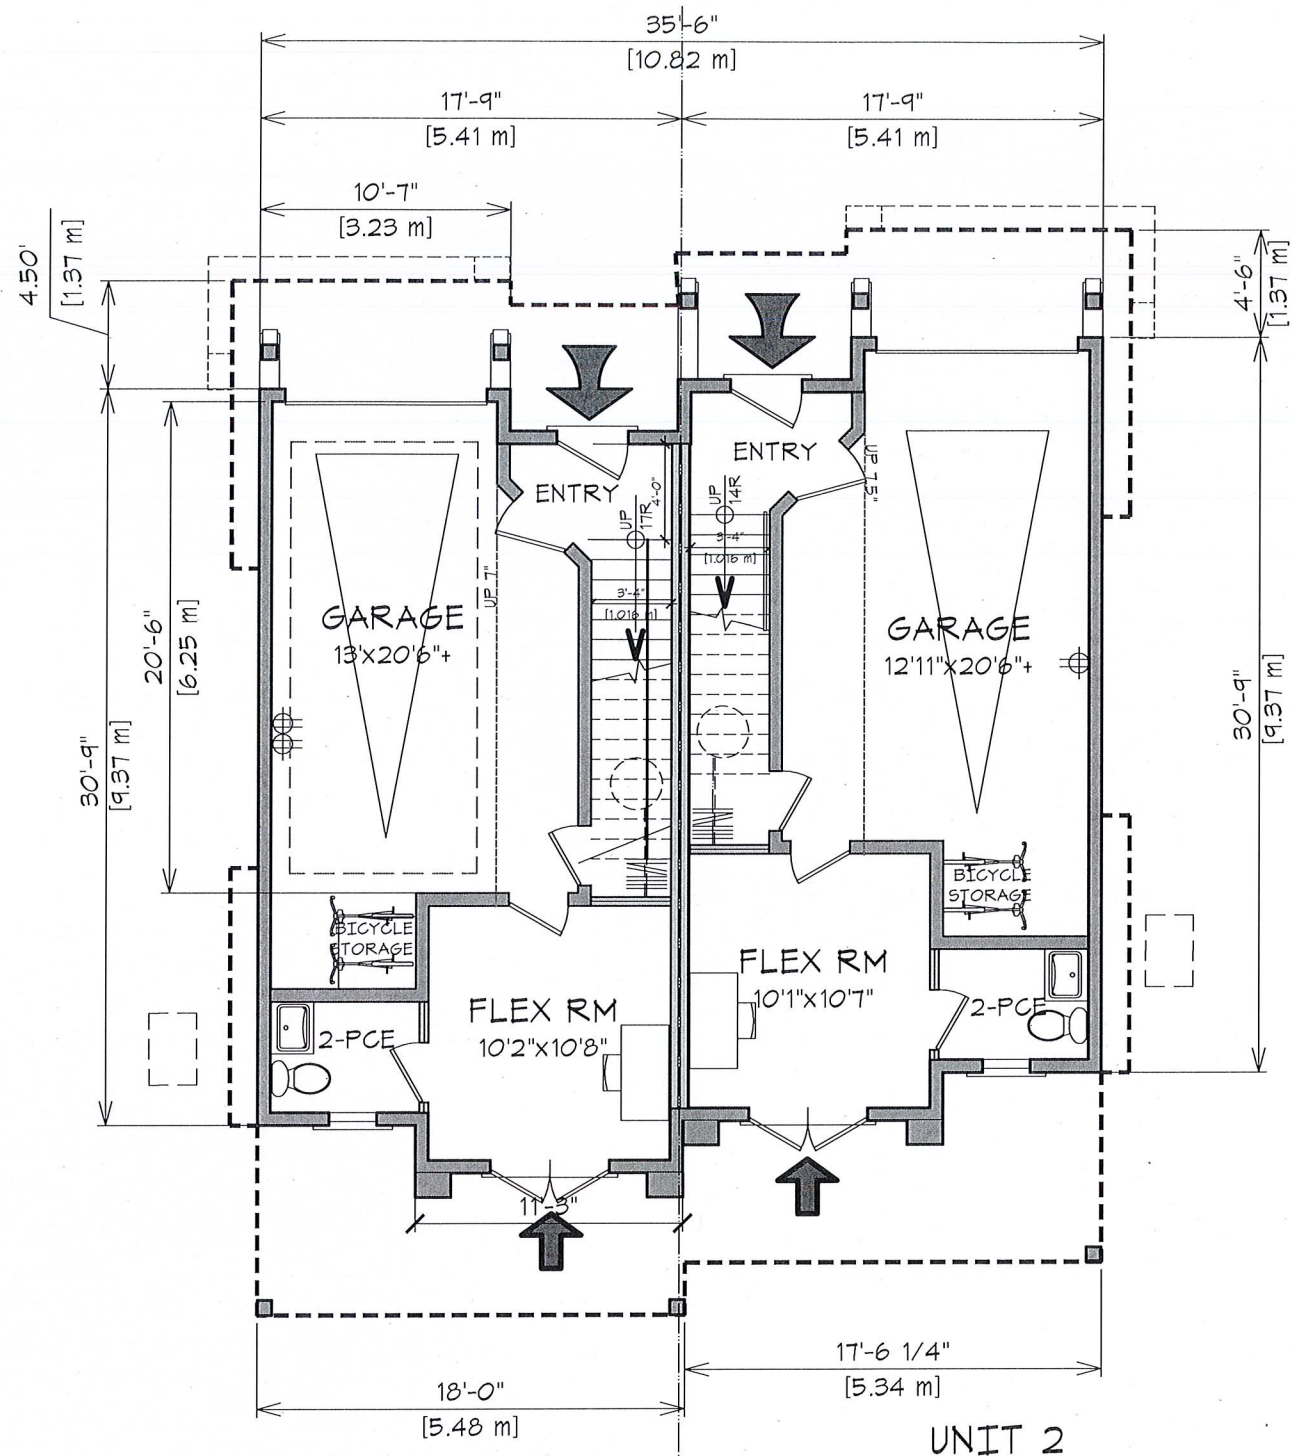 35'-6"
[10.82 m]
17'-9"
[5.41 m]
17'-9"
[5.41 m]
10'-7"
[3.23 m]
4.50'
[1.37 m]
4'-6"
[1.37 m]
ENTRY
ENTRY
UP
17R
4'-0"
UP
14R
UP 7.5"
UP 7"
3'-4"
[1.016 m]
3'-4"
[1.016 m]
GARAGE
13'X20'6"+
GARAGE
12'11"X20'6"+
20'-6"
[6.25 m]
30'-9"
[9.37 m]
30'-9"
[9.37 m]
BICYCLE
STORAGE
BICYCLE
STORAGE
FLEX RM
10'1"X10'7"
FLEX RM
10'2"X10'8"
2-PCE
2-PCE
11'-3"
17'-6 1/4"
[5.34 m]
18'-0"
[5.48 m]
UNIT 2